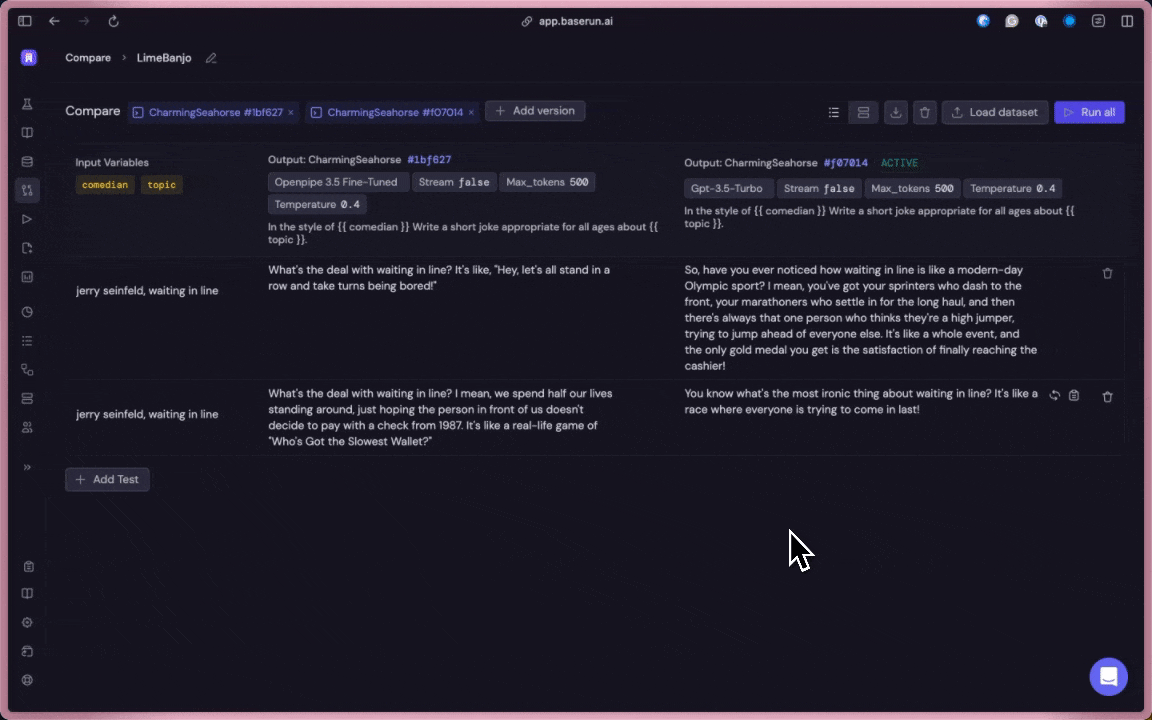 app.baserun.ai
Compare > LimeBanjo
Compare
CharmingSeahorse #1bf627 ×
CharmingSeahorse #f07014 ×
+ Add version
Load dataset
Run all
Input Variables
comedian topic
Output: CharmingSeahorse #1bf627
Openpipe 3.5 Fine-Tuned Stream false Max_tokens 500
Temperature 0.4
In the style of {{ comedian }} Write a short joke appropriate for all ages about {{
topic }}.
Output: CharmingSeahorse #f07014 ACTIVE
Gpt-3.5-Turbo Stream false Max_tokens 500 Temperature 0.4
In the style of {{ comedian }} Write a short joke appropriate for all ages about {{
topic }}.
jerry seinfeld, waiting in line
What's the deal with waiting in line? It's like, "Hey, let's all stand in a
row and take turns being bored!"
So, have you ever noticed how waiting in line is like a modern-day
Olympic sport? I mean, you've got your sprinters who dash to the
front, your marathoners who settle in for the long haul, and then
there's always that one person who thinks they're a high jumper,
trying to jump ahead of everyone else. It's like a whole event, and
the only gold medal you get is the satisfaction of finally reaching the
cashier!
jerry seinfeld, waiting in line
What's the deal with waiting in line? I mean, we spend half our lives
standing around, just hoping the person in front of us doesn't
decide to pay with a check from 1987. It's like a real-life game of
"Who's Got the Slowest Wallet?"
You know what's the most ironic thing about waiting in line? It's like a
race where everyone is trying to come in last!
+ Add Test